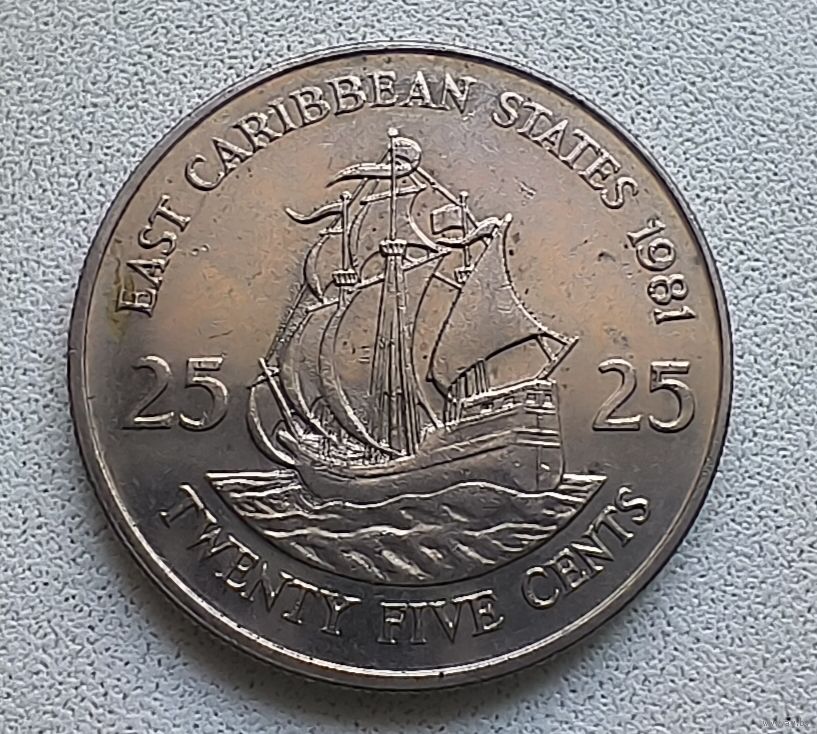 EAST CARIBBEAN STATES 1981
25 25
TWENTY FIVE CENTS